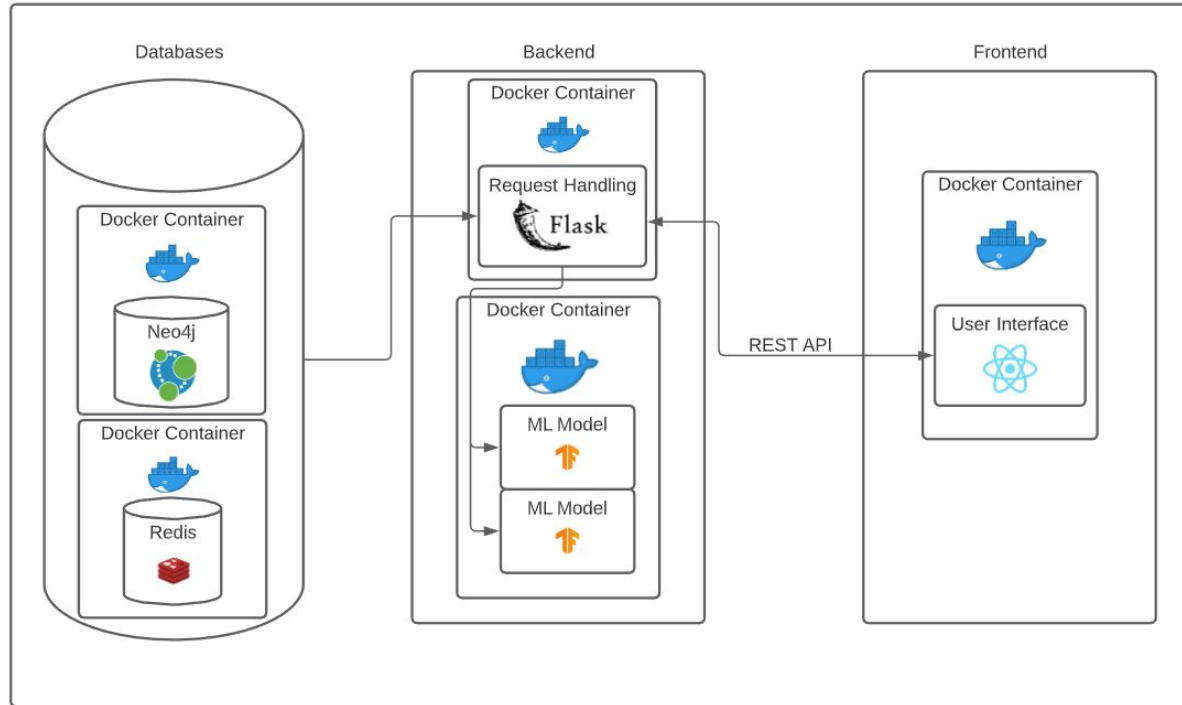 Databases
Backend
Frontend
Docker Container
Neo4j
Docker Container
Redis
Docker Container
Request Handling
Flask
Docker Container
ML Model
ML Model
REST API
Docker Container
User Interface